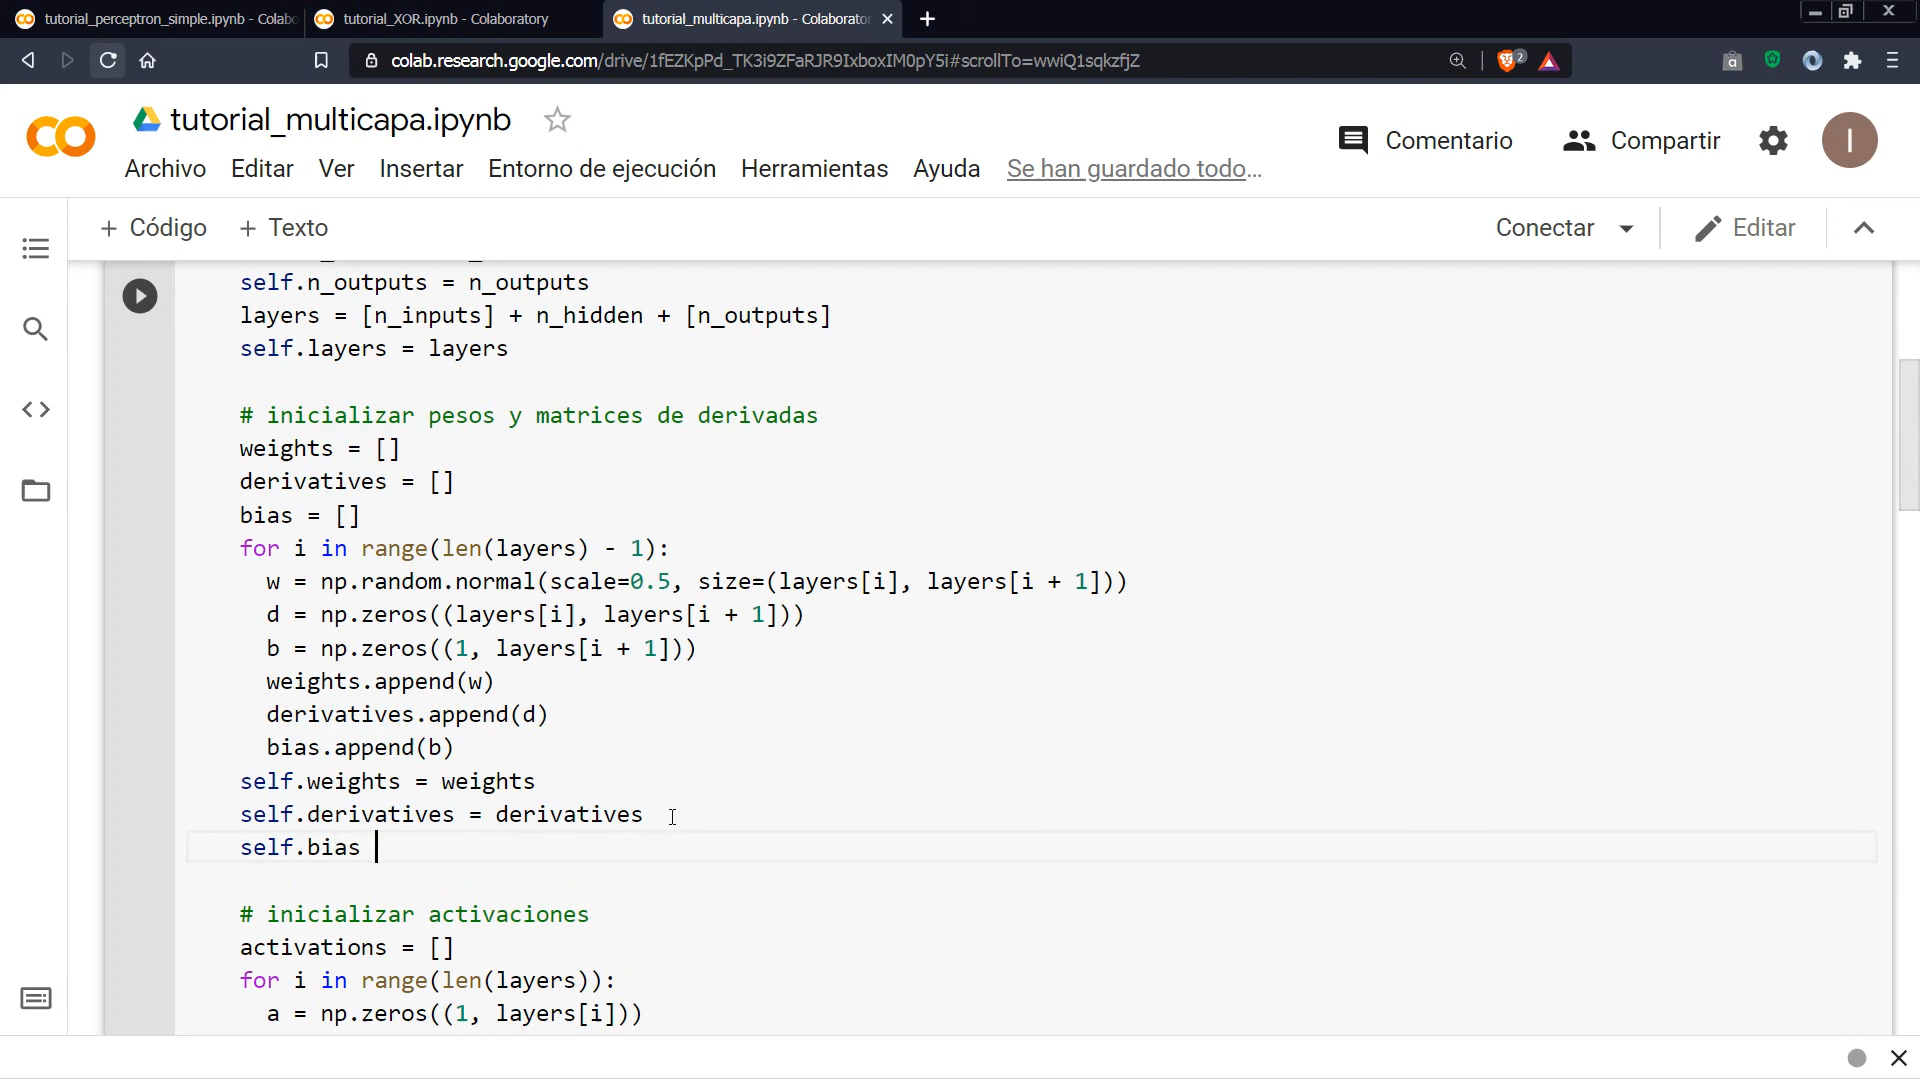 tutorial_perceptron_simple.ipynb - Colabo
tutorial_XOR.ipynb - Colaboratory
tutorial_multicapa.ipynb - Colaborator
colab.research.google.com/drive/1fEZKpPd_TK3i9ZFaRJR9IxboxIM0pY5i#scrollTo=wwiQ1sqkzfjZ
2
a
tutorial_multicapa.ipynb
Comentario
Compartir
I
Archivo Editar Ver Insertar Entorno de ejecución Herramientas Ayuda Se han guardado todo…
+ Código + Texto
Conectar
Editar
self.n_outputs = n_outputs
layers = [n_inputs] + n_hidden + [n_outputs]
self.layers = layers
# inicializar pesos y matrices de derivadas
weights = []
derivatives = []
bias = []
for i in range(len(layers) - 1):
w = np.random.normal(scale=0.5, size=(layers[i], layers[i + 1]))
d = np.zeros((layers[i], layers[i + 1]))
b = np.zeros((1, layers[i + 1]))
weights.append(w)
derivatives.append(d)
bias.append(b)
self.weights = weights
self.derivatives = derivatives
self.bias
# inicializar activaciones
activations = []
for i in range(len(layers)):
a = np.zeros((1, layers[i]))